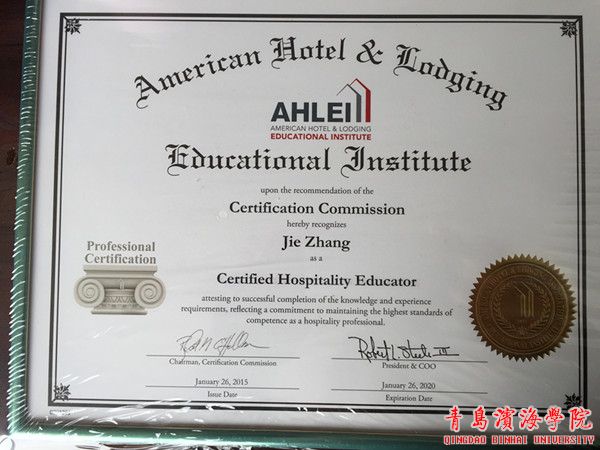 American Hotel & Lodging
AHLEI
AMERICAN HOTEL & LODGING
EDUCATIONAL INSTITUTE
Educational Institute
upon the recommendation of the
Certification Commission
hereby recognizes
Jie Zhang
as a
Certified Hospitality Educator
Professional
Certification
attesting to successful completion of the knowledge and experience
requirements, reflecting a commitment to maintaining the highest standards of
competence as a hospitality professional.
Robert L. Steele III
Chairman, Certification Commission
President & COO
January 26, 2015
January 26, 2020
Issue Date
Expiration Date
青島濱海學院
QINGDAO BINHAI UNIVERSITY